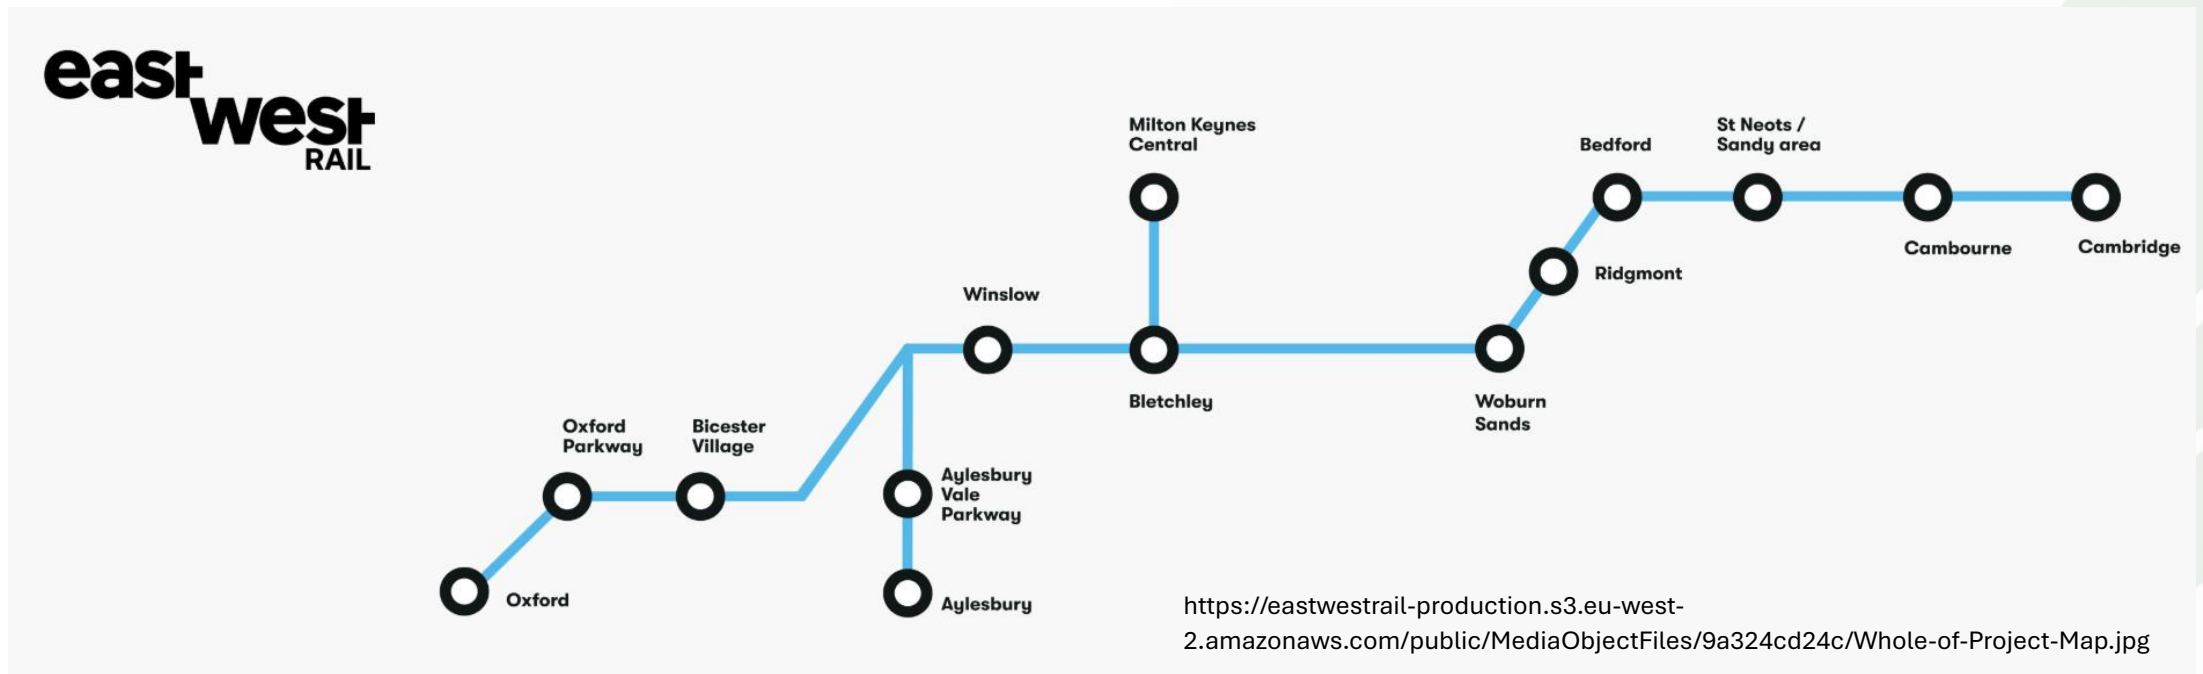 east
west
RAIL
Milton Keynes
Central
Bedford
St Neots /
Sandy area
Cambourne
Cambridge
Ridgmont
Winslow
Bletchley
Woburn
Sands
Oxford
Parkway
Bicester
Village
Aylesbury
Vale
Parkway
Oxford
Aylesbury
https://eastwestrail-production.s3.eu-west-
2.amazonaws.com/public/MediaObjectFiles/9a324cd24c/Whole-of-Project-Map.jpg